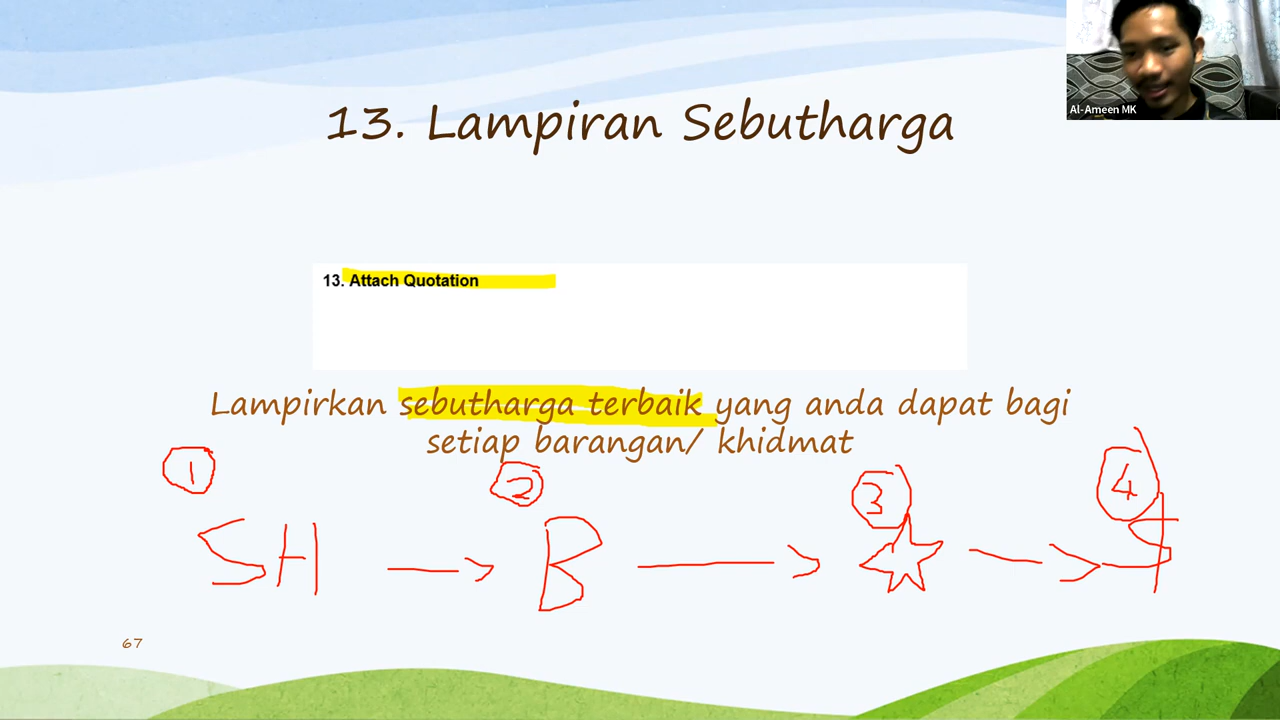 Al-Ameen MK
13. Lampiran Sebutharga
13. Attach Quotation
Lampirkan sebutharga terbaik yang anda dapat bagi
setiap barangan/ khidmat
1 2 3 4
SH B $
67